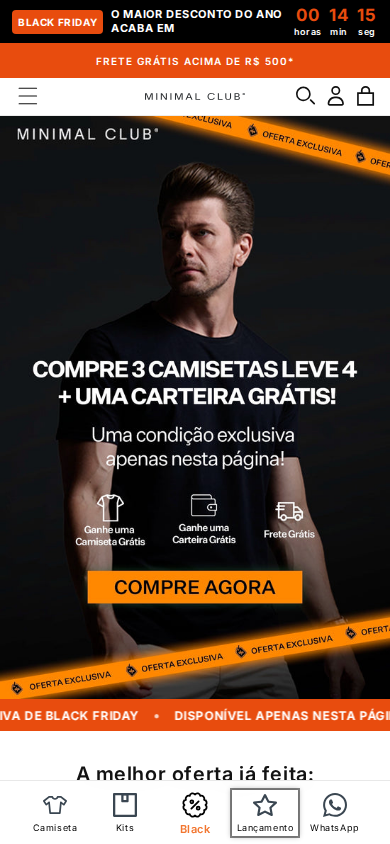 BLACK FRIDAY
O MAIOR DESCONTO DO ANO
ACABA EM
00 14 15
horas min seg
FRETE GRÁTIS ACIMA DE R$ 500*
MINIMAL CLUB
MINIMAL CLUB
EXCLUSIVA OFERTA EXCLUSIVA OFER
COMPRE 3 CAMISETAS LEVE 4
+ UMA CARTEIRA GRÁTIS!
Uma condição exclusiva
apenas nesta página!
Ganhe uma
Camiseta Grátis
Ganhe uma
Carteira Grátis
Frete Grátis
COMPRE AGORA
OFERTA EXCLUSIVA OFERTA EXCLUSIVA OFERTA EXCLUSIVA OFERT
IVA DE BLACK FRIDAY • DISPONÍVEL APENAS NESTA PÁGI
A melhor oferta já feita:
Camiseta Kits Black Lançamento WhatsApp